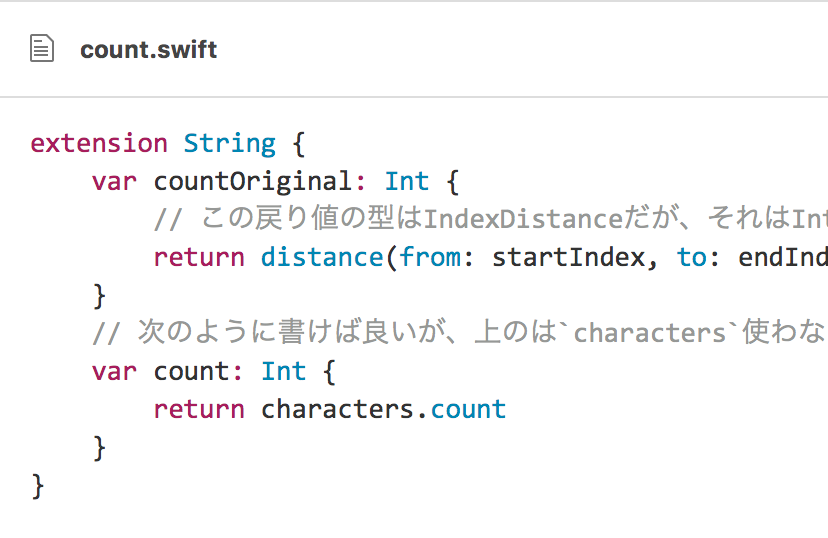 count.swift
extension String {
    var countOriginal: Int {
        // この戻り値の型はIndexDistanceだが、それはInt
        return distance(from: startIndex, to: endInd
    }
    // 次のように書けば良いが、上のは`characters`使わな
    var count: Int {
        return characters.count
    }
}